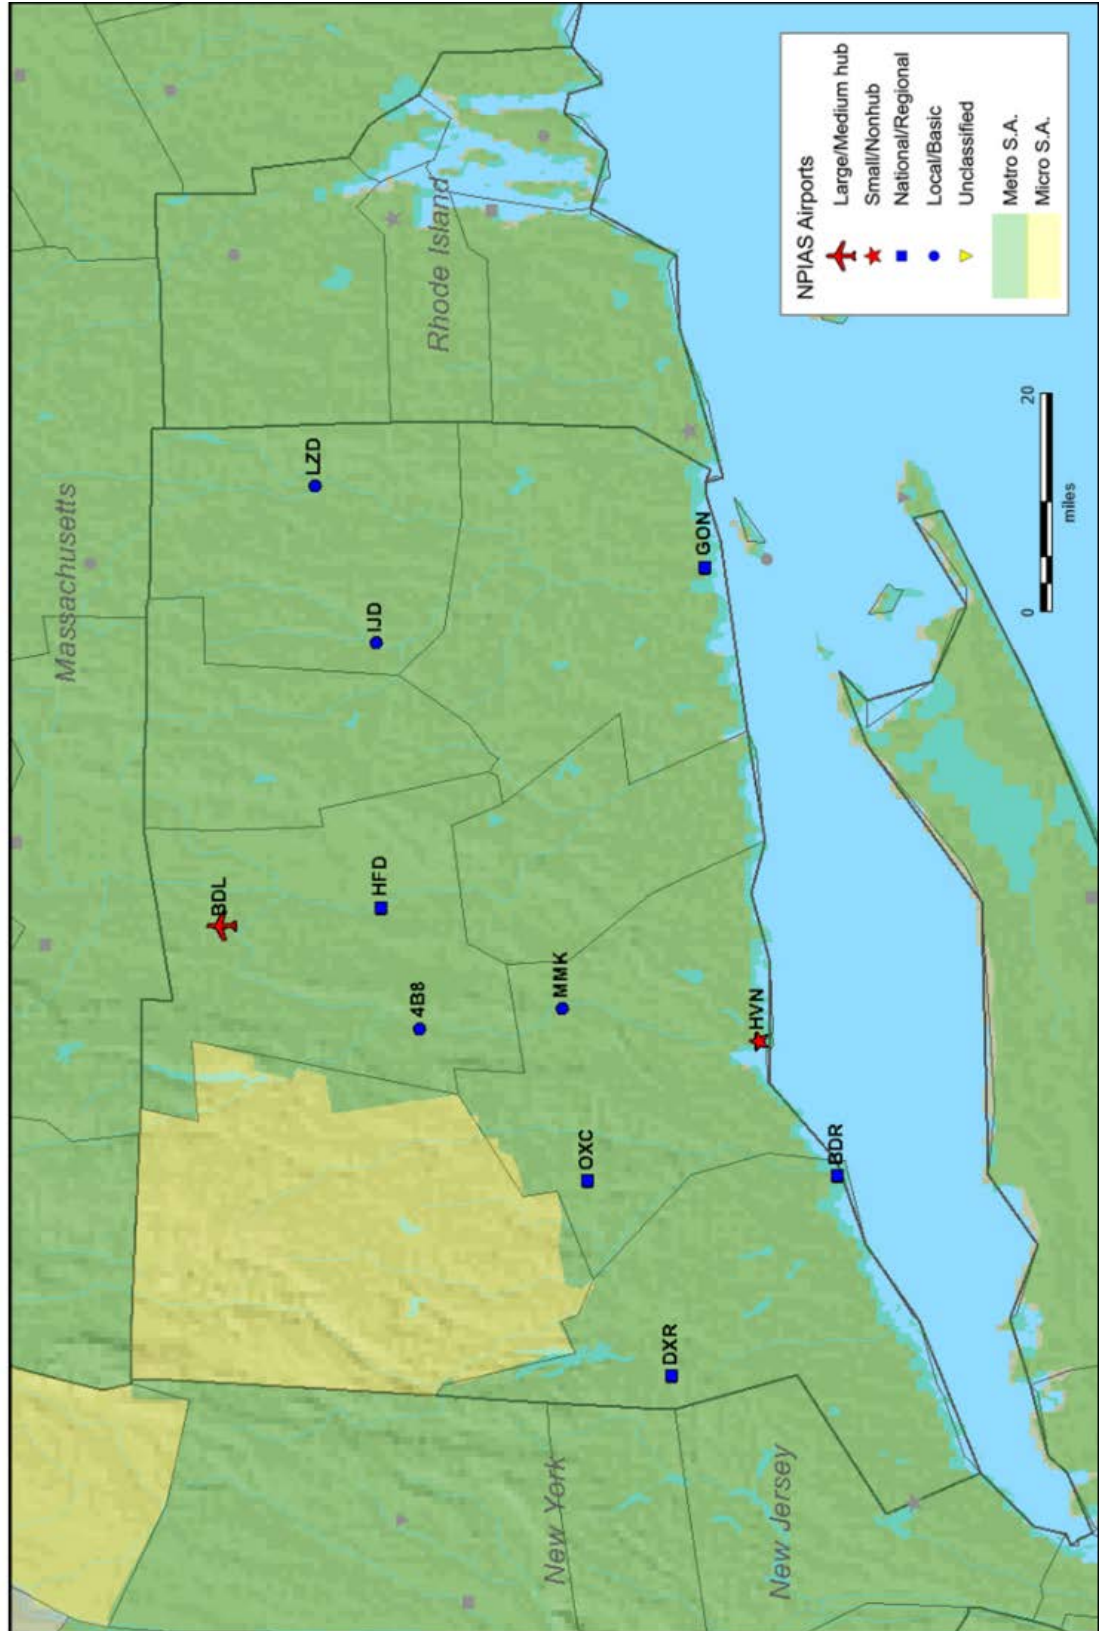 Massachusetts
Rhode Island
New York
New Jersey
BDL
LZD
HFD
IJD
4B8
MMK
OXC
DXR
GON
HVN
BDR
NPIAS Airports
Large/Medium hub
Small/Nonhub
National/Regional
Local/Basic
Unclassified
Metro S.A.
Micro S.A.
0 20
miles